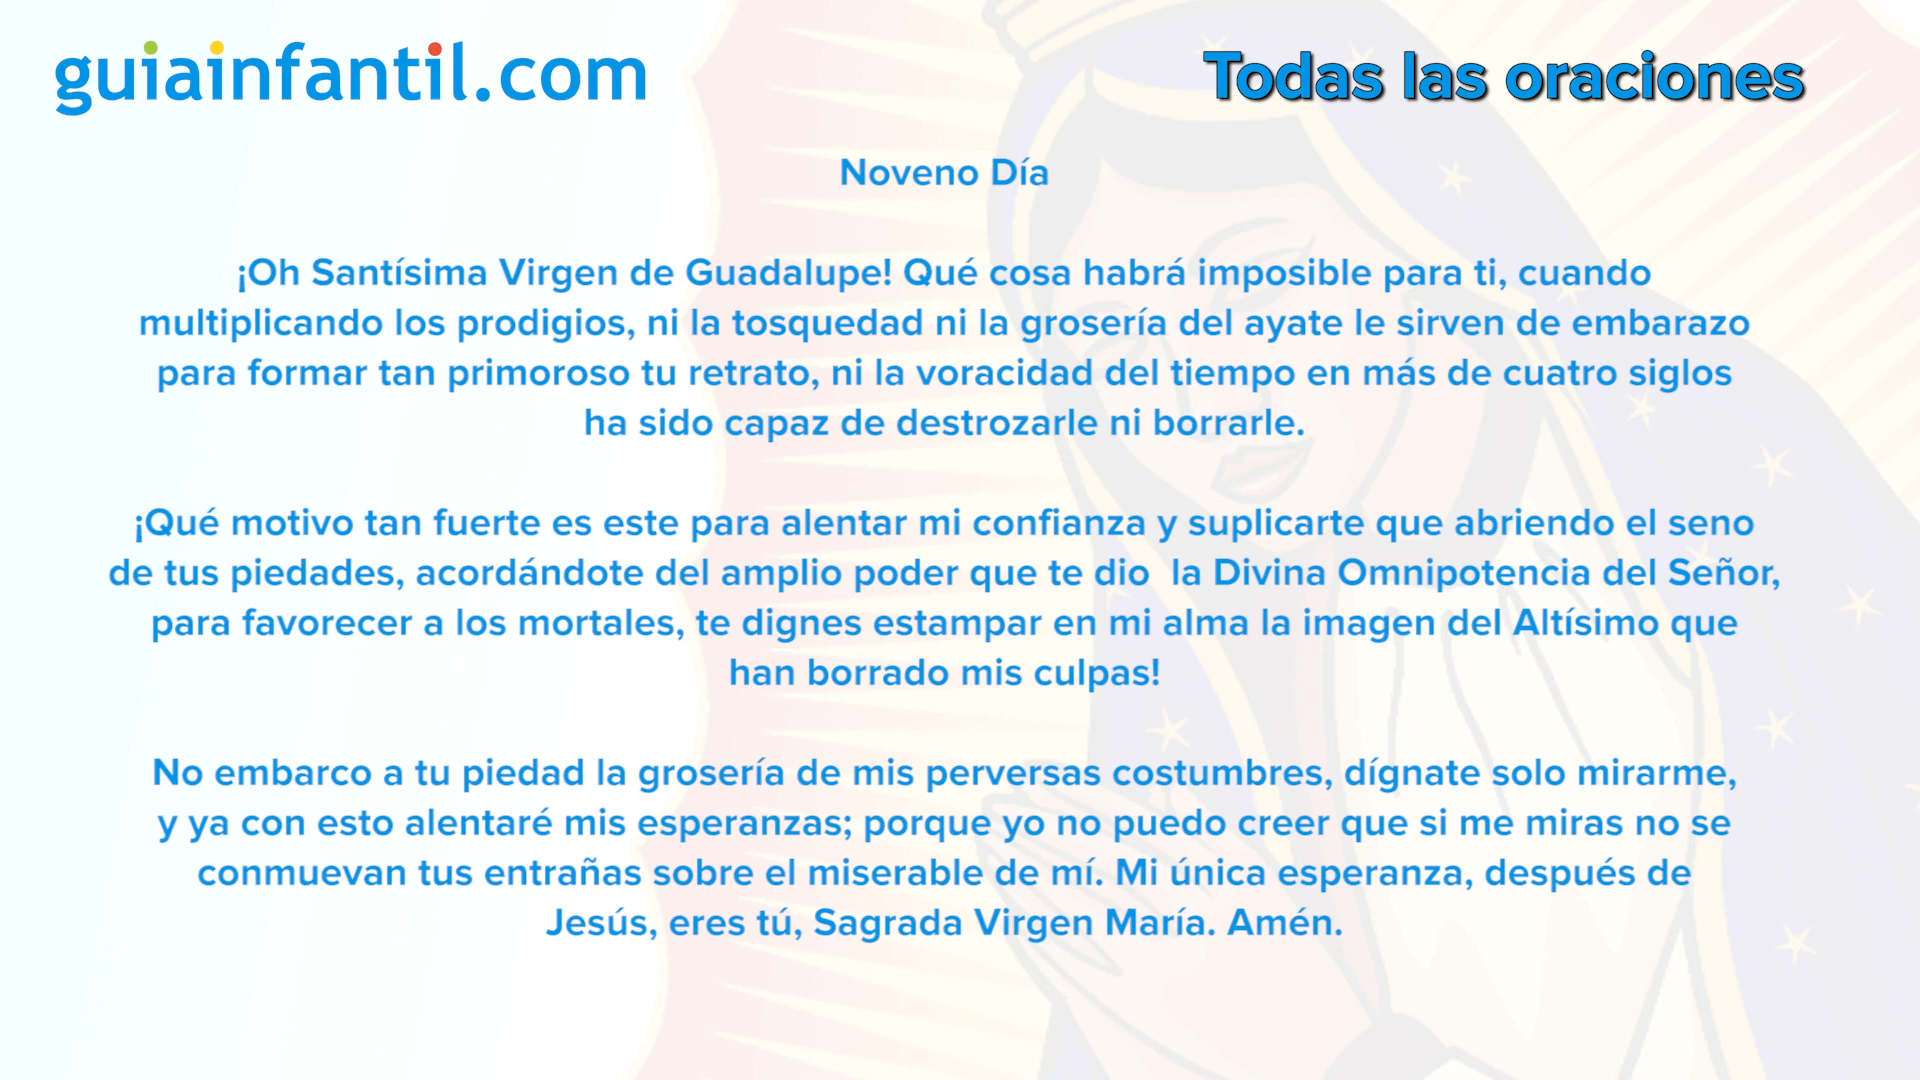 guiainfantil.com
Todas las oraciones
Noveno Día
¡Oh Santísima Virgen de Guadalupe! Qué cosa habrá imposible para ti, cuando
multiplicando los prodigios, ni la tosquedad ni la grosería del ayate le sirven de embarazo
para formar tan primoroso tu retrato, ni la voracidad del tiempo en más de cuatro siglos
ha sido capaz de destrozarle ni borrarle.
¡Qué motivo tan fuerte es este para alentar mi confianza y suplicarte que abriendo el seno
de tus piedades, acordándote del amplio poder que te dio  la Divina Omnipotencia del Señor,
para favorecer a los mortales, te dignes estampar en mi alma la imagen del Altísimo que
han borrado mis culpas!
No embarco a tu piedad la grosería de mis perversas costumbres, dígnate solo mirarme,
y ya con esto alentaré mis esperanzas; porque yo no puedo creer que si me miras no se
conmuevan tus entrañas sobre el miserable de mí. Mi única esperanza, después de
Jesús, eres tú, Sagrada Virgen María. Amén.